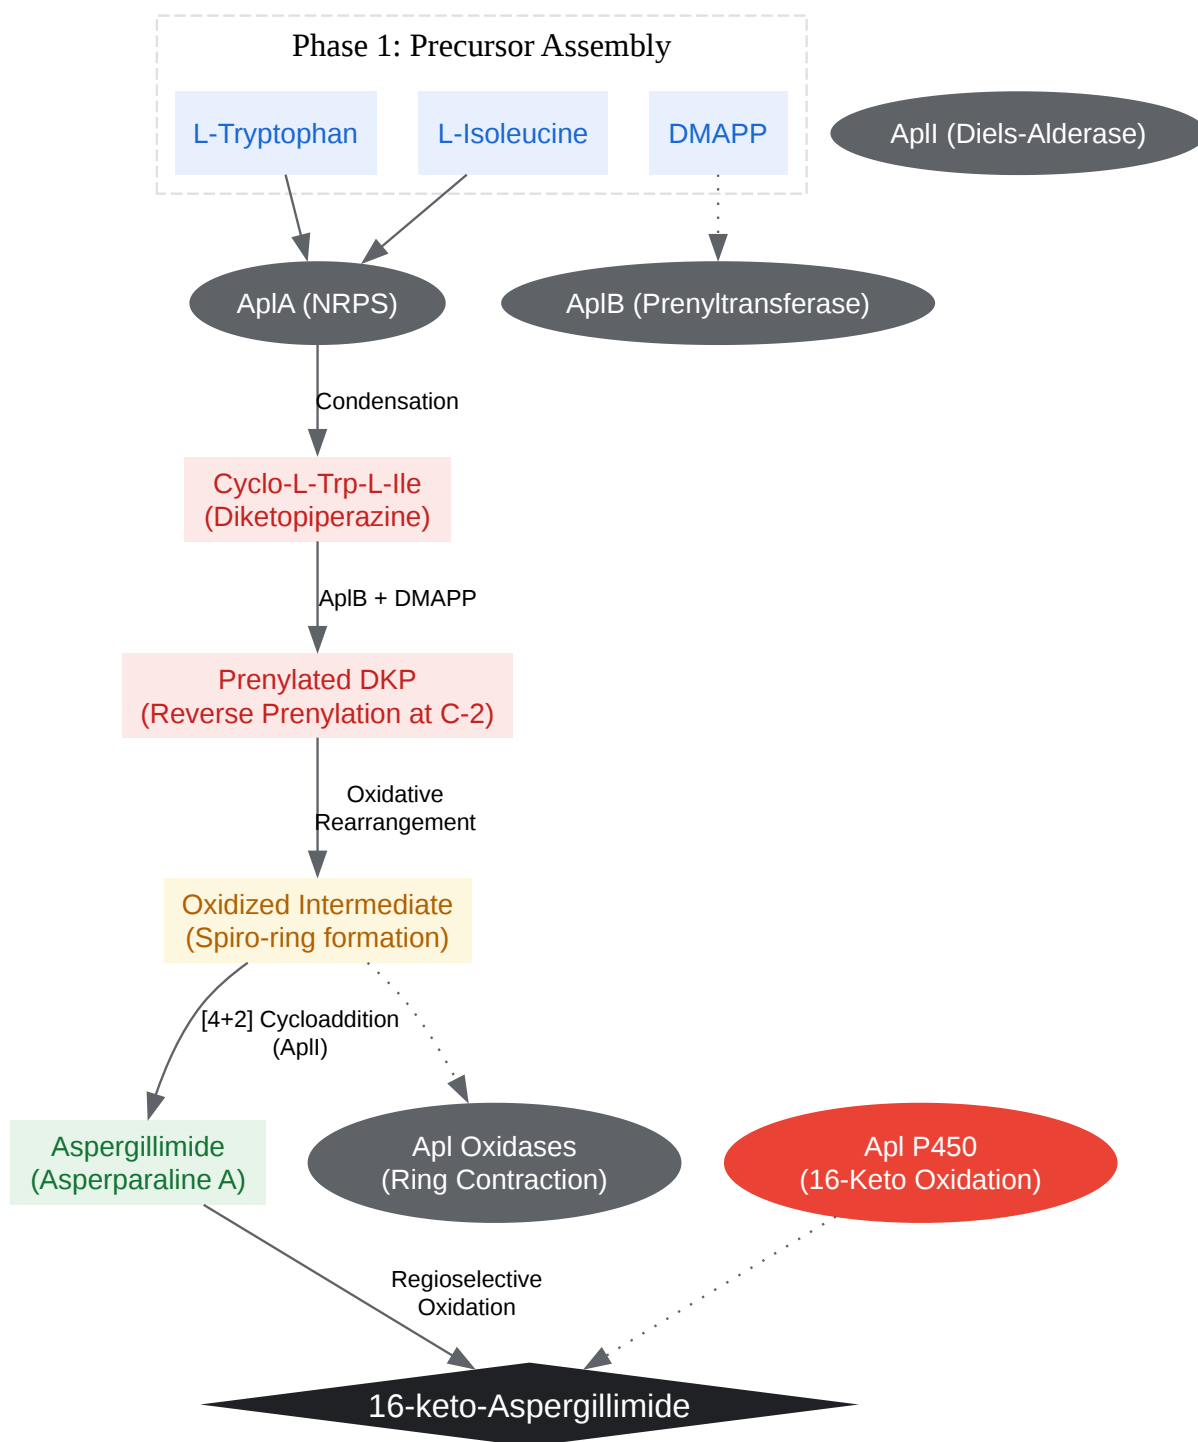 Phase 1: Precursor Assembly
L-Tryptophan
L-Isoleucine
DMAPP
AplI (Diels-Alderase)
AplA (NRPS)
AplB (Prenyltransferase)
Condensation
Cyclo-L-Trp-L-Ile
(Diketopiperazine)
AplB + DMAPP
Prenylated DKP
(Reverse Prenylation at C-2)
Oxidative
Rearrangement
Oxidized Intermediate
(Spiro-ring formation)
[4+2] Cycloaddition
(AplI)
Aspergillimide
(Asperparaline A)
Apl Oxidases
(Ring Contraction)
Apl P450
(16-Keto Oxidation)
Regioselective
Oxidation
16-keto-Aspergillimide